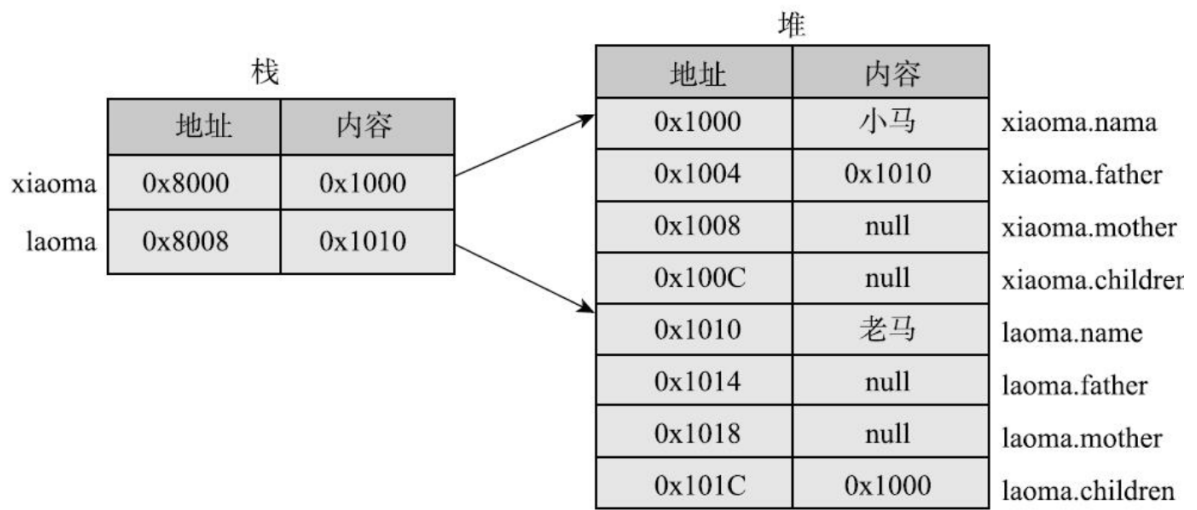 栈
地址 内容
xiaoma 0x8000 0x1000
laoma 0x8008 0x1010
堆
地址 内容
0x1000 小马 xiaoma.nama
0x1004 0x1010 xiaoma.father
0x1008 null xiaoma.mother
0x100C null xiaoma.children
0x1010 老马 laoma.name
0x1014 null laoma.father
0x1018 null laoma.mother
0x101C 0x1000 laoma.children